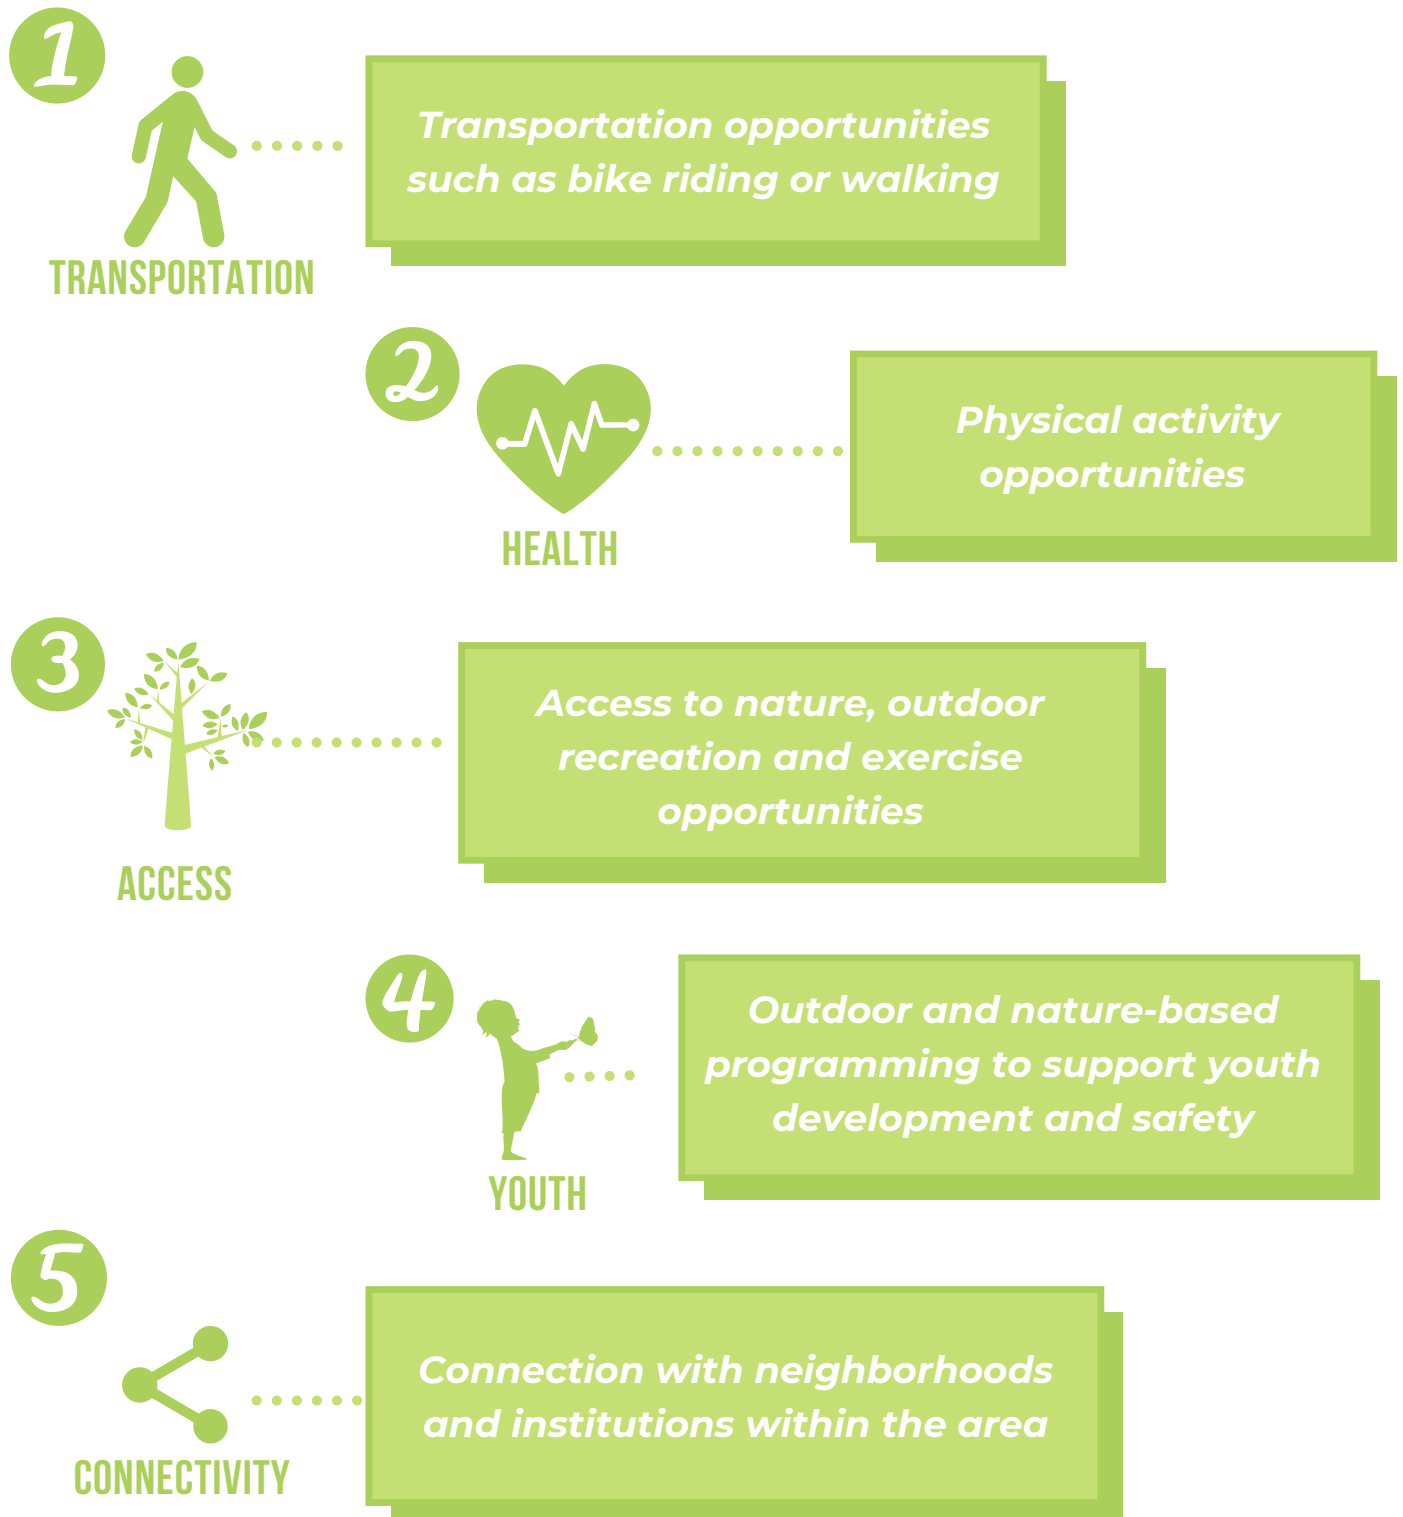 1
Transportation opportunities
such as bike riding or walking
TRANSPORTATION
2
Physical activity
opportunities
HEALTH
3
Access to nature, outdoor
recreation and exercise
opportunities
ACCESS
4
Outdoor and nature-based
programming to support youth
development and safety
YOUTH
5
Connection with neighborhoods
and institutions within the area
CONNECTIVITY